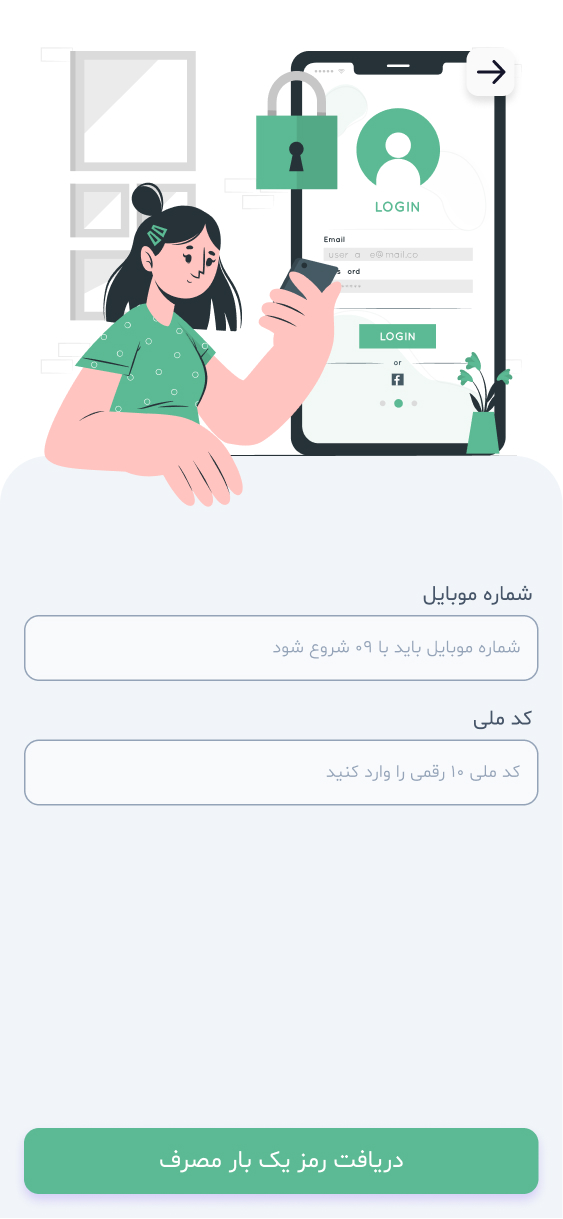 LOGIN
Email
LOGIN
or
شماره موبایل
شماره موبایل باید با ۰۹ شروع شود
کد ملی
کد ملی ۱۰ رقمی را وارد کنید
دریافت رمز یک بار مصرف